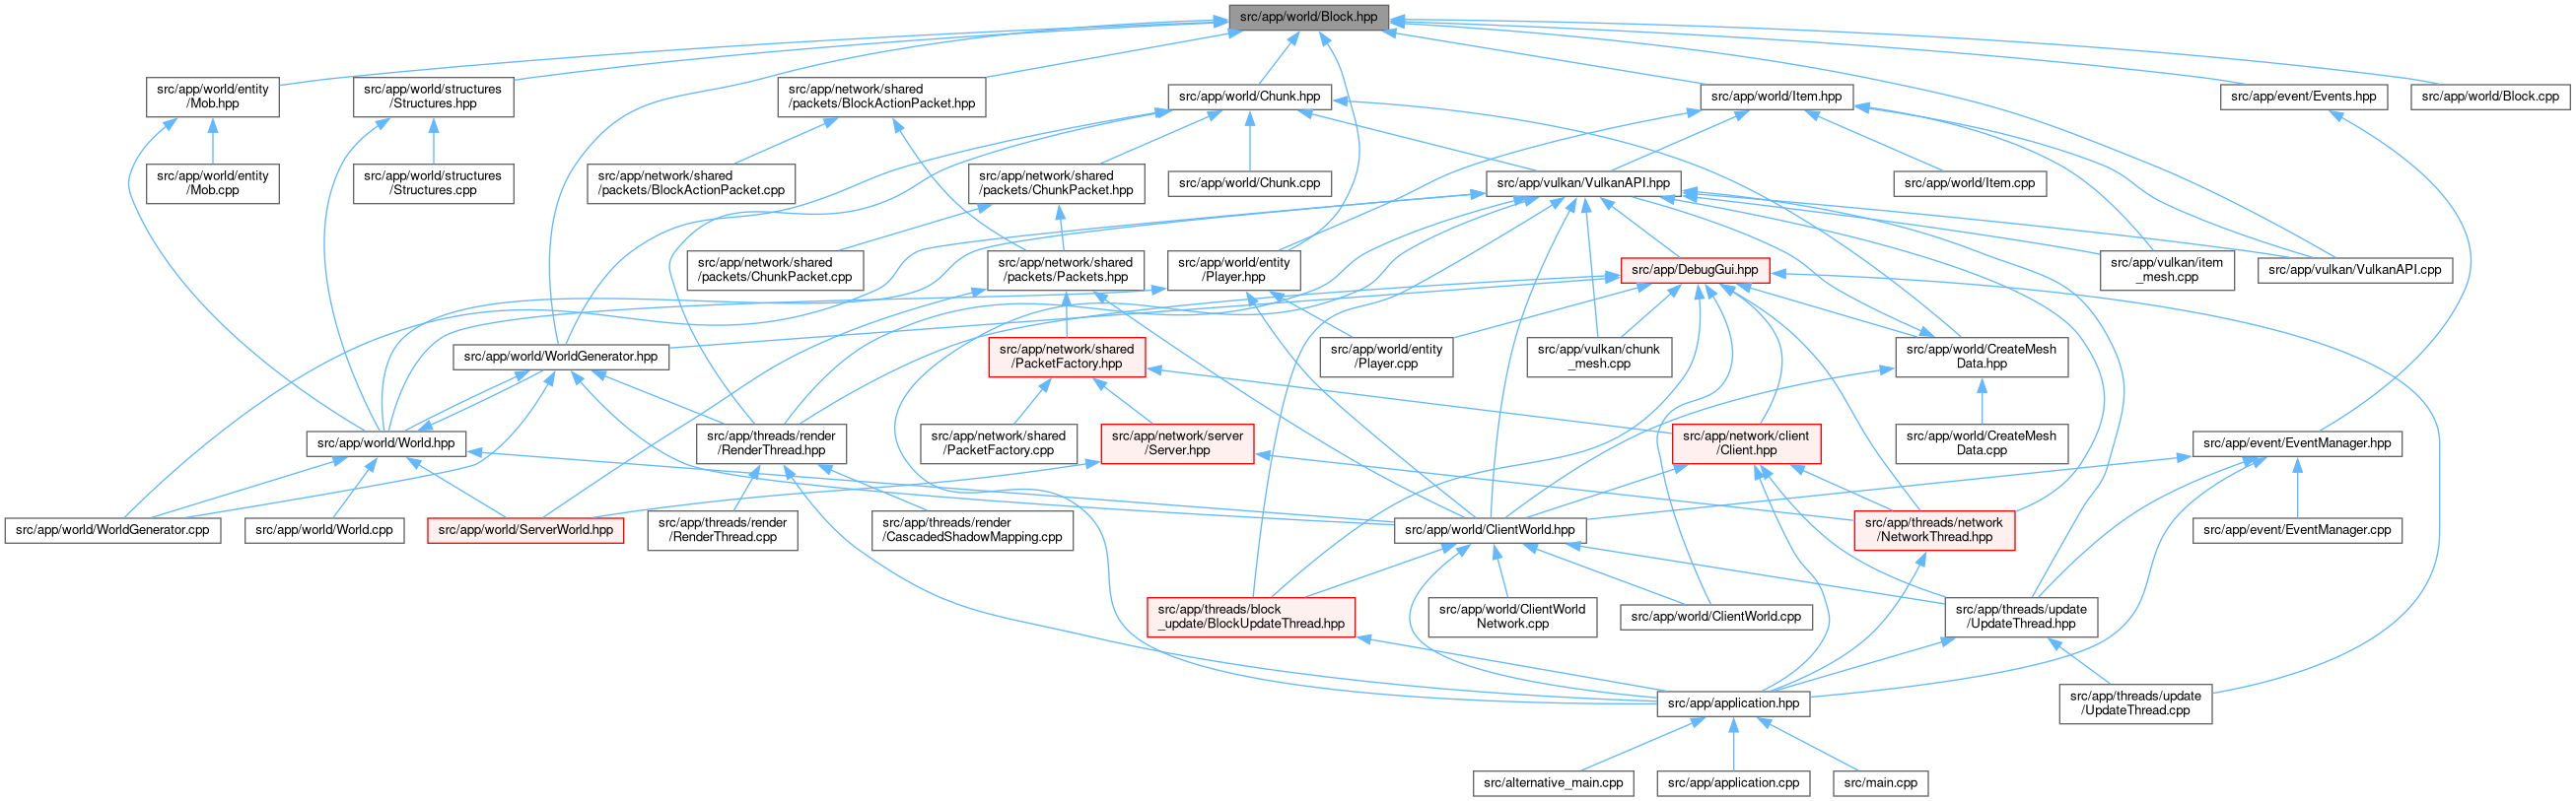 src/app/world/Block.hpp
src/app/world/entity
/Mob.hpp
src/app/world/structures
/Structures.hpp
src/app/network/shared
/packets/BlockActionPacket.hpp
src/app/world/Chunk.hpp
src/app/world/Item.hpp
src/app/event/Events.hpp
src/app/world/Block.cpp
src/app/world/entity
/Mob.cpp
src/app/world/structures
/Structures.cpp
src/app/network/shared
/packets/BlockActionPacket.cpp
src/app/network/shared
/packets/ChunkPacket.hpp
src/app/world/Chunk.cpp
src/app/vulkan/VulkanAPI.hpp
src/app/world/Item.cpp
src/app/network/shared
/packets/ChunkPacket.cpp
src/app/network/shared
/packets/Packets.hpp
src/app/world/entity
/Player.hpp
src/app/DebugGui.hpp
src/app/vulkan/item
_mesh.cpp
src/app/vulkan/VulkanAPI.cpp
src/app/world/WorldGenerator.hpp
src/app/network/shared
/PacketFactory.hpp
src/app/world/entity
/Player.cpp
src/app/vulkan/chunk
_mesh.cpp
src/app/world/CreateMesh
Data.hpp
src/app/world/World.hpp
src/app/threads/render
/RenderThread.hpp
src/app/network/shared
/PacketFactory.cpp
src/app/network/server
/Server.hpp
src/app/network/client
/Client.hpp
src/app/world/CreateMesh
Data.cpp
src/app/event/EventManager.hpp
src/app/world/WorldGenerator.cpp
src/app/world/World.cpp
src/app/world/ServerWorld.hpp
src/app/threads/render
/RenderThread.cpp
src/app/threads/render
/CascadedShadowMapping.cpp
src/app/world/ClientWorld.hpp
src/app/threads/network
/NetworkThread.hpp
src/app/event/EventManager.cpp
src/app/threads/block
_update/BlockUpdateThread.hpp
src/app/world/ClientWorld
Network.cpp
src/app/world/ClientWorld.cpp
src/app/threads/update
/UpdateThread.hpp
src/app/application.hpp
src/app/threads/update
/UpdateThread.cpp
src/alternative_main.cpp
src/app/application.cpp
src/main.cpp